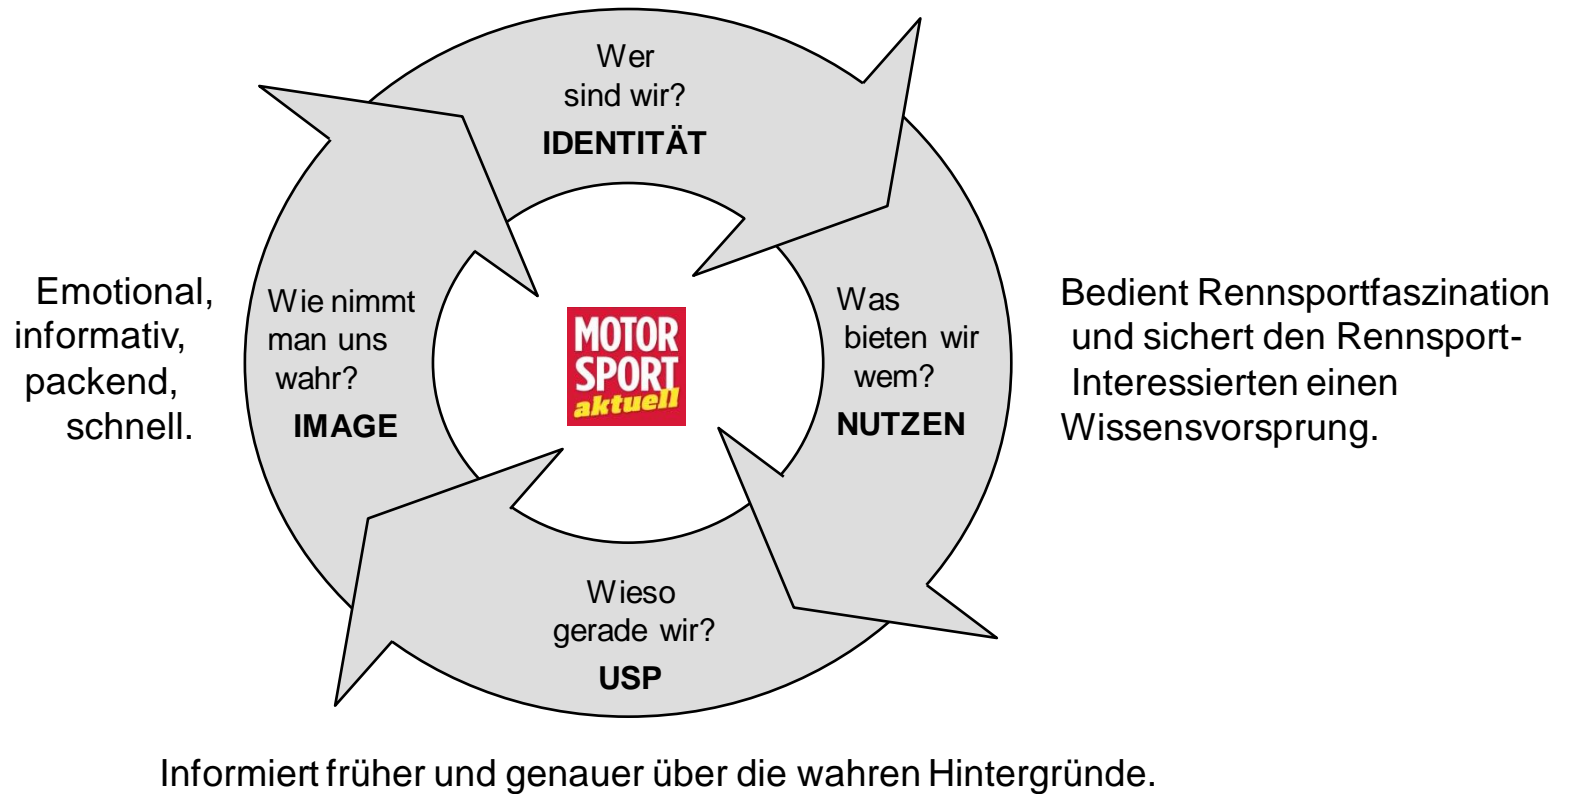 Wer
sind wir?
IDENTITÄT
Emotional,
informativ,
packend,
schnell.
Wie nimmt
man uns
wahr?
IMAGE
MOTOR
SPORT
aktuell
Was
bieten wir
wem?
NUTZEN
Bedient Rennsportfaszination
und sichert den Rennsport-
Interessierten einen
Wissensvorsprung.
Wieso
gerade wir?
USP
Informiert früher und genauer über die wahren Hintergründe.